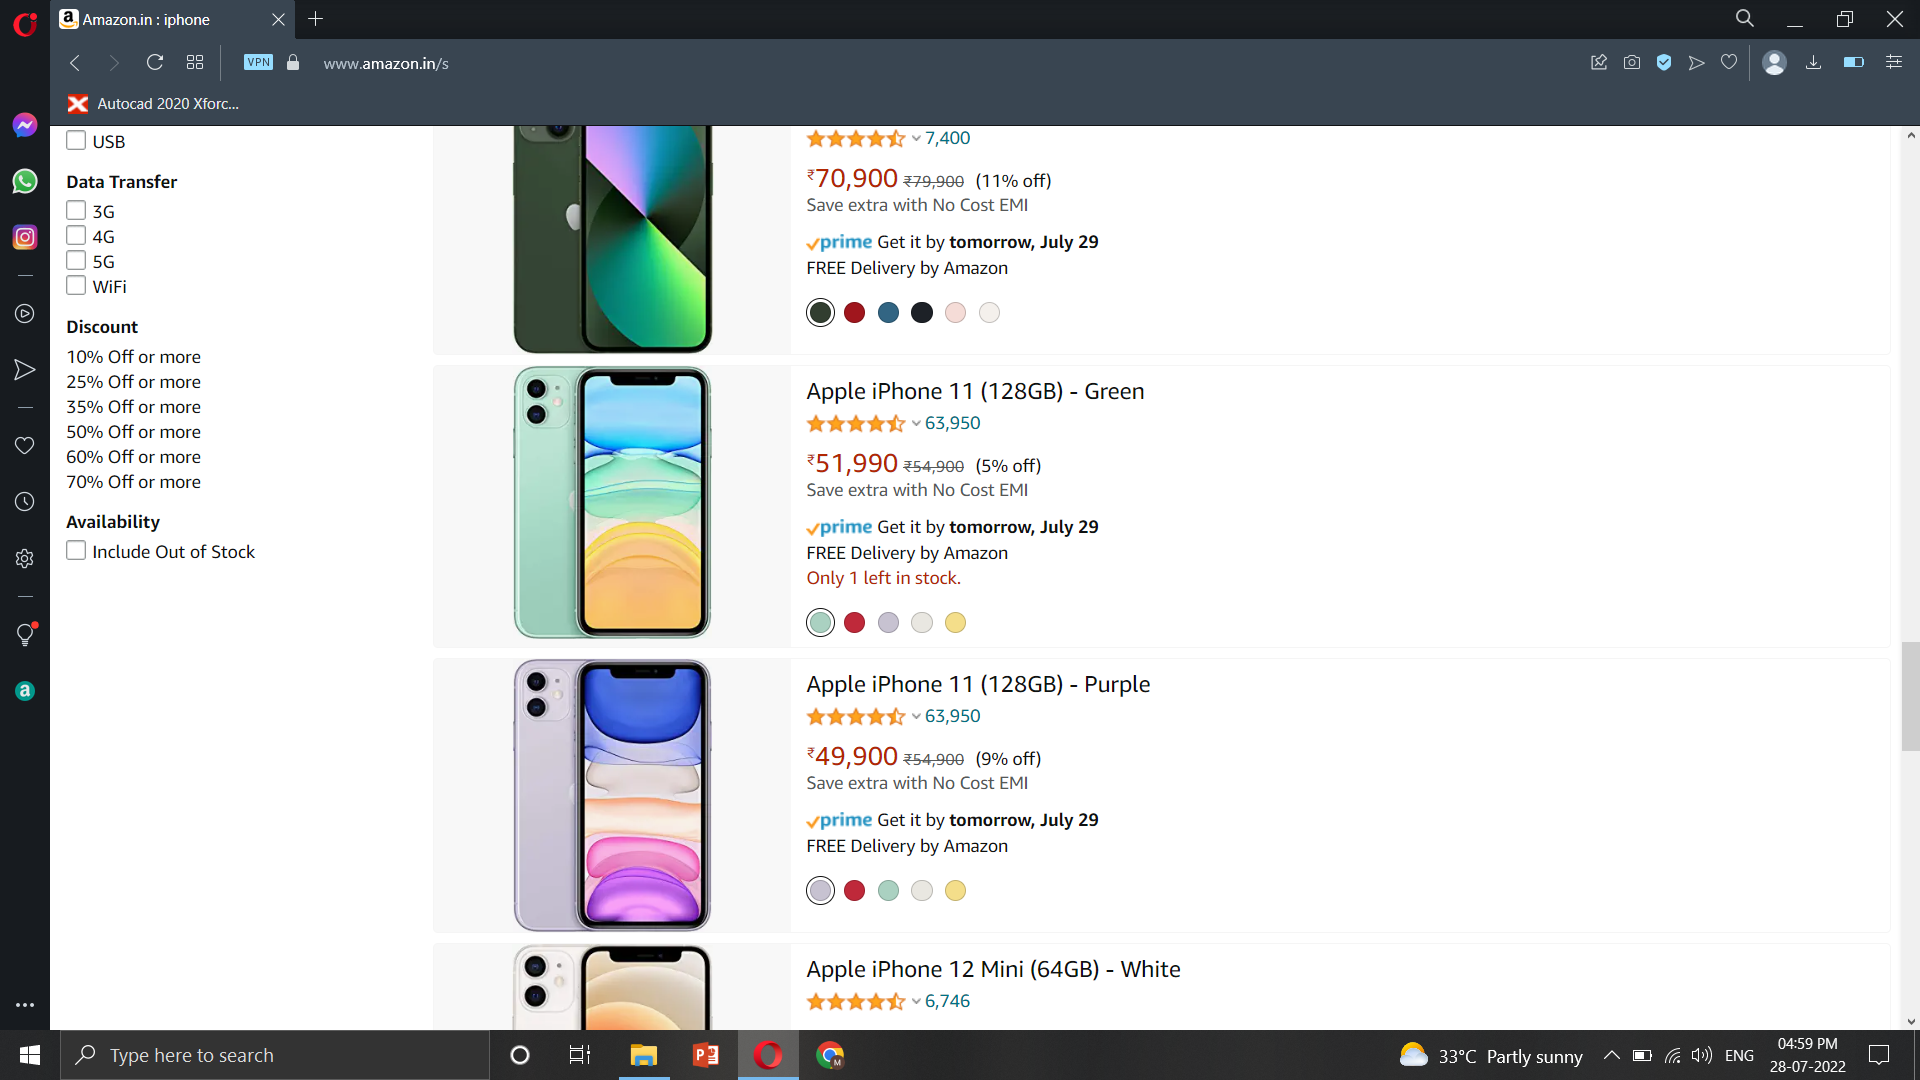 Amazon.in : iphone
VPN
www.amazon.in/s
Autocad 2020 Xforc...
USB
Data Transfer
3G
4G
5G
WiFi
Discount
10% Off or more
25% Off or more
35% Off or more
50% Off or more
60% Off or more
70% Off or more
Availability
Include Out of Stock
7,400
₹70,900 ₹79,900 (11% off)
Save extra with No Cost EMI
prime Get it by tomorrow, July 29
FREE Delivery by Amazon
Apple iPhone 11 (128GB) - Green
63,950
₹51,990 ₹54,900 (5% off)
Save extra with No Cost EMI
prime Get it by tomorrow, July 29
FREE Delivery by Amazon
Only 1 left in stock.
Apple iPhone 11 (128GB) - Purple
63,950
₹49,900 ₹54,900 (9% off)
Save extra with No Cost EMI
prime Get it by tomorrow, July 29
FREE Delivery by Amazon
Apple iPhone 12 Mini (64GB) - White
6,746
Type here to search
33°C Partly sunny
ENG
04:59 PM
28-07-2022